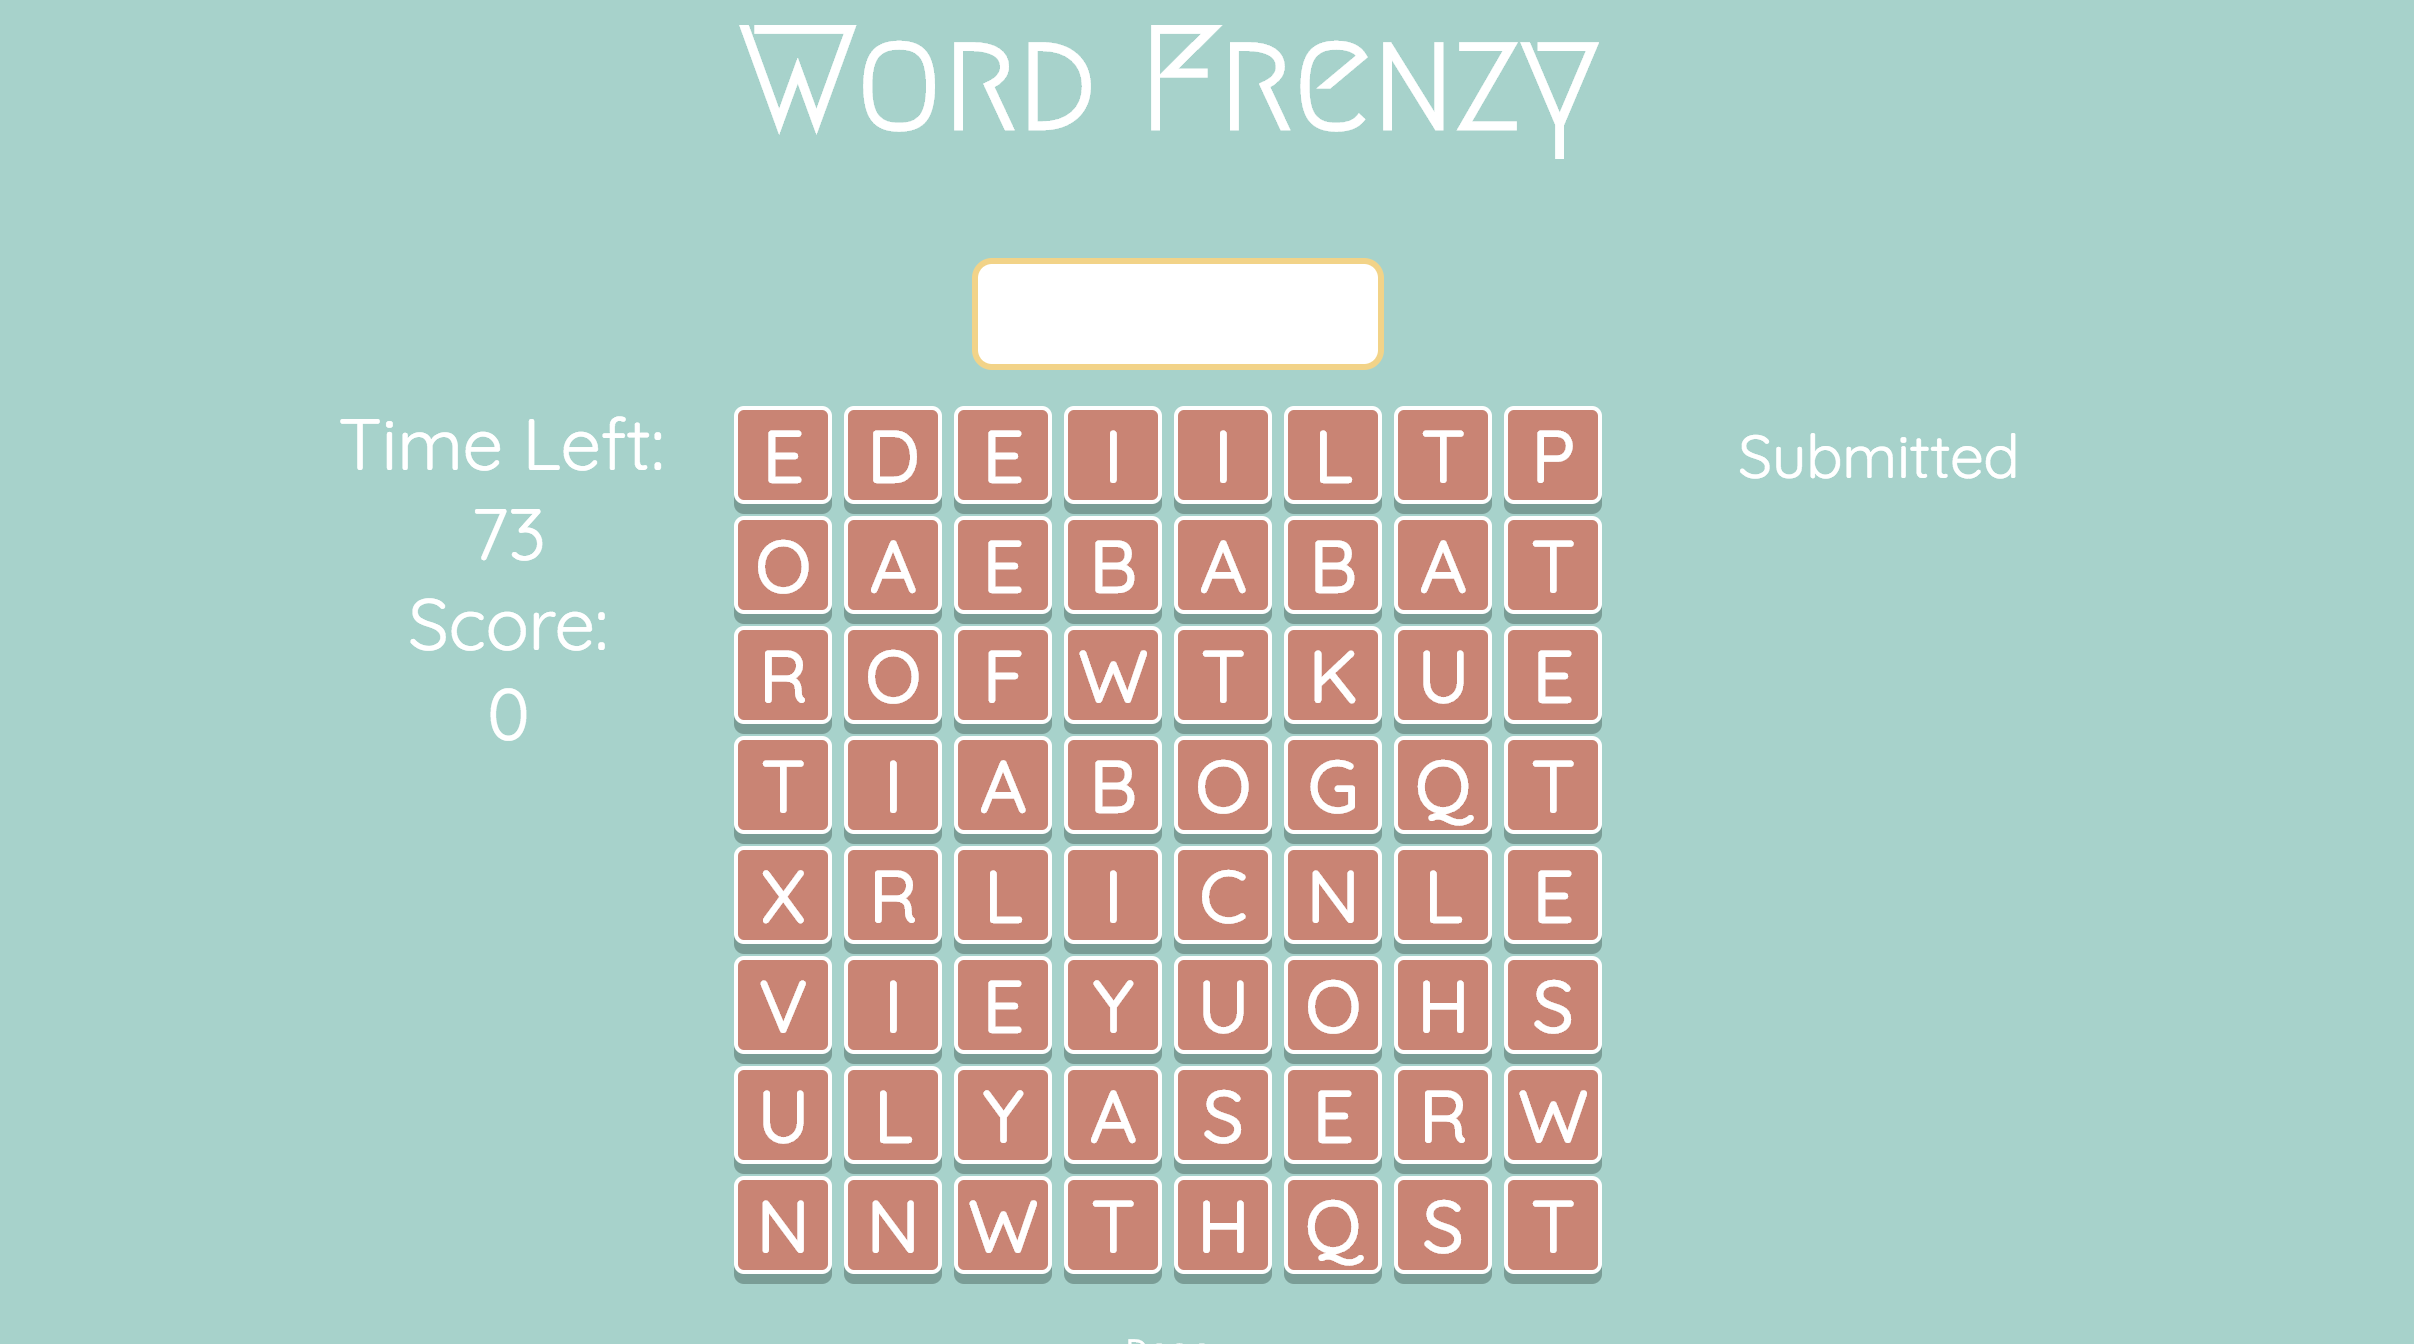 Word Frenzy
Time Left:
73
Score:
0
E D E I I L T P
O A E B A B A T
R O F W T K U E
T I A B O G Q T
X R L I C N L E
V I E Y U O H S
U L Y A S E R W
N N W T H Q S T
Submitted